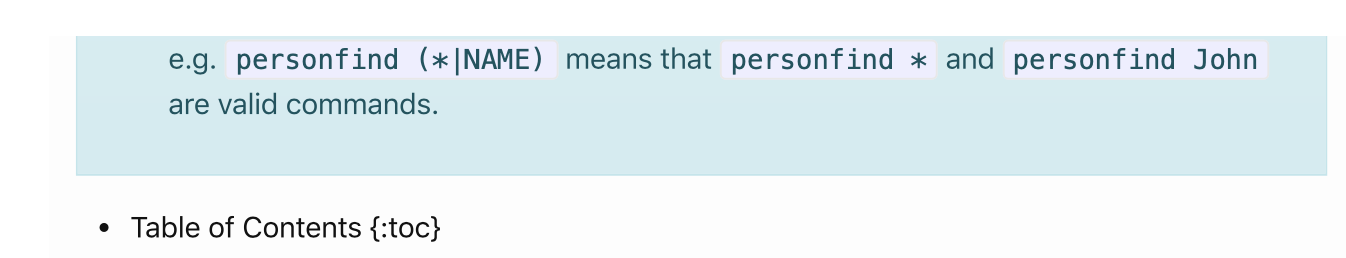 e.g. personfind (*|NAME) means that personfind * and personfind John
are valid commands.
• Table of Contents {:toc}